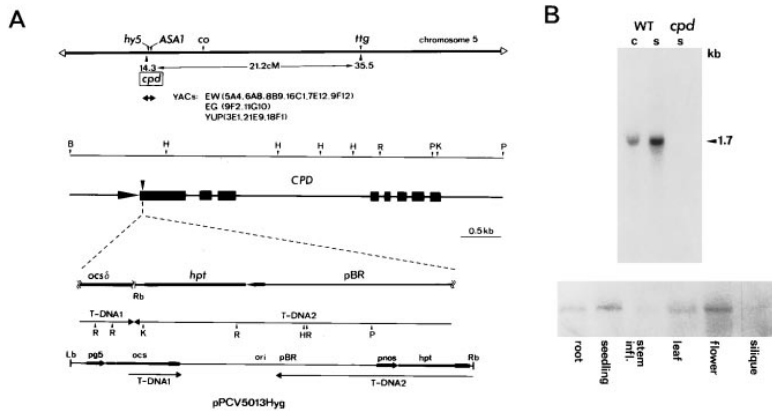 A
hy5 ASA1 co ttg chromosome 5
14.3 21.2cM 35.5
cpd
YACs: EW(5A4,6A8,8B9,16C1,7E12,9F12)
EG (9F2,11G10)
YUP(3E1,21E9,18F1)
B H H H H R PK P
CPD
0.5 kb
ocsδ hpt pBR
Rb
T-DNA1 T-DNA2
R R K R HR P
Lb pg5 ocs ori pBR pnos hpt Rb
T-DNA1 T-DNA2
pPCV5013Hyg
B
WT cpd
c s s kb
1.7
root
seedling
stem
infl.
leaf
flower
silique